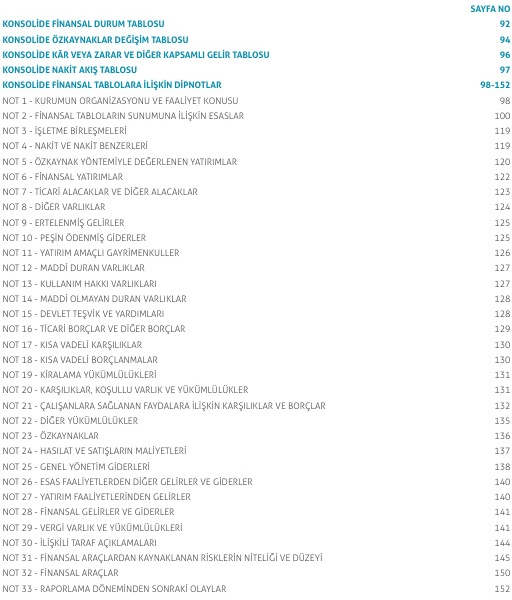 SAYFA NO
KONSOLİDE FİNANSAL DURUM TABLOSU 92
KONSOLİDE ÖZKAYNAKLAR DEĞİŞİM TABLOSU 94
KONSOLİDE KÂR VEYA ZARAR VE DİĞER KAPSAMLI GELİR TABLOSU 96
KONSOLİDE NAKİT AKIŞ TABLOSU 97
KONSOLİDE FİNANSAL TABLOLARA İLİŞKİN DİPNOTLAR 98-152
NOT 1 - KURUMUN ORGANİZASYONU VE FAALİYET KONUSU 98
NOT 2 - FİNANSAL TABLOLARIN SUNUMUNA İLİŞKİN ESASLAR 100
NOT 3 - İŞLETME BİRLEŞMELERİ 119
NOT 4 - NAKİT VE NAKİT BENZERLERİ 119
NOT 5 - ÖZKAYNAK YÖNTEMİYLE DEĞERLENEN YATIRIMLAR 120
NOT 6 - FİNANSAL YATIRIMLAR 122
NOT 7 - TİCARİ ALACAKLAR VE DİĞER ALACAKLAR 123
NOT 8 - DİĞER VARLIKLAR 124
NOT 9 - ERTELENMİŞ GELİRLER 125
NOT 10 - PEŞİN ÖDENMİŞ GİDERLER 125
NOT 11 - YATIRIM AMAÇLI GAYRİMENKULLER 126
NOT 12 - MADDİ DURAN VARLIKLAR 127
NOT 13 - KULLANIM HAKKI VARLIKLARI 127
NOT 14 - MADDİ OLMAYAN DURAN VARLIKLAR 128
NOT 15 - DEVLET TEŞVİK VE YARDIMLARI 128
NOT 16 - TİCARİ BORÇLAR VE DİĞER BORÇLAR 129
NOT 17 - KISA VADELİ KARŞILIKLAR 130
NOT 18 - KISA VADELİ BORÇLANMALAR 130
NOT 19 - KİRALAMA YÜKÜMLÜLÜKLERİ 131
NOT 20 - KARŞILIKLAR, KOŞULLU VARLIK VE YÜKÜMLÜLÜKLER 131
NOT 21 - ÇALIŞANLARA SAĞLANAN FAYDALARA İLİŞKİN KARŞILIKLAR VE BORÇLAR 132
NOT 22 - DİĞER YÜKÜMLÜLÜKLER 135
NOT 23 - ÖZKAYNAKLAR 136
NOT 24 - HASILAT VE SATIŞLARIN MALİYETLERİ 137
NOT 25 - GENEL YÖNETİM GİDERLERİ 138
NOT 26 - ESAS FAALİYETLERDEN DİĞER GELİRLER VE GİDERLER 140
NOT 27 - YATIRIM FAALİYETLERİNDEN GELİRLER 140
NOT 28 - FİNANSAL GELİRLER VE GİDERLER 141
NOT 29 - VERGİ VARLIK VE YÜKÜMLÜLÜKLERİ 141
NOT 30 - İLİŞKİLİ TARAF AÇIKLAMALARI 144
NOT 31 - FİNANSAL ARAÇLARDAN KAYNAKLANAN RİSKLERİN NİTELİĞİ VE DÜZEYİ 145
NOT 32 - FİNANSAL ARAÇLAR 150
NOT 33 - RAPORLAMA DÖNEMİNDEN SONRAKİ OLAYLAR 152